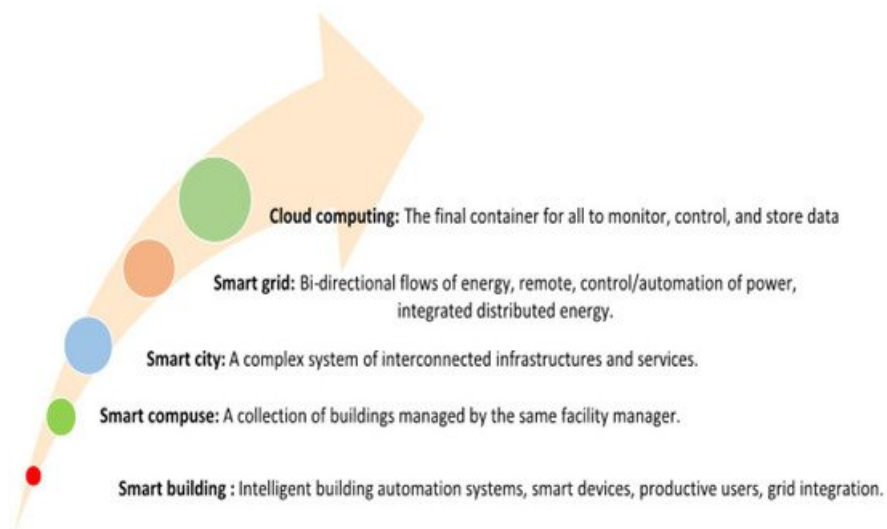 Cloud computing: The final container for all to monitor, control, and store data
Smart grid: Bi-directional flows of energy, remote, control/automation of power,
integrated distributed energy.
Smart city: A complex system of interconnected infrastructures and services.
Smart compuse: A collection of buildings managed by the same facility manager.
Smart building : Intelligent building automation systems, smart devices, productive users, grid integration.